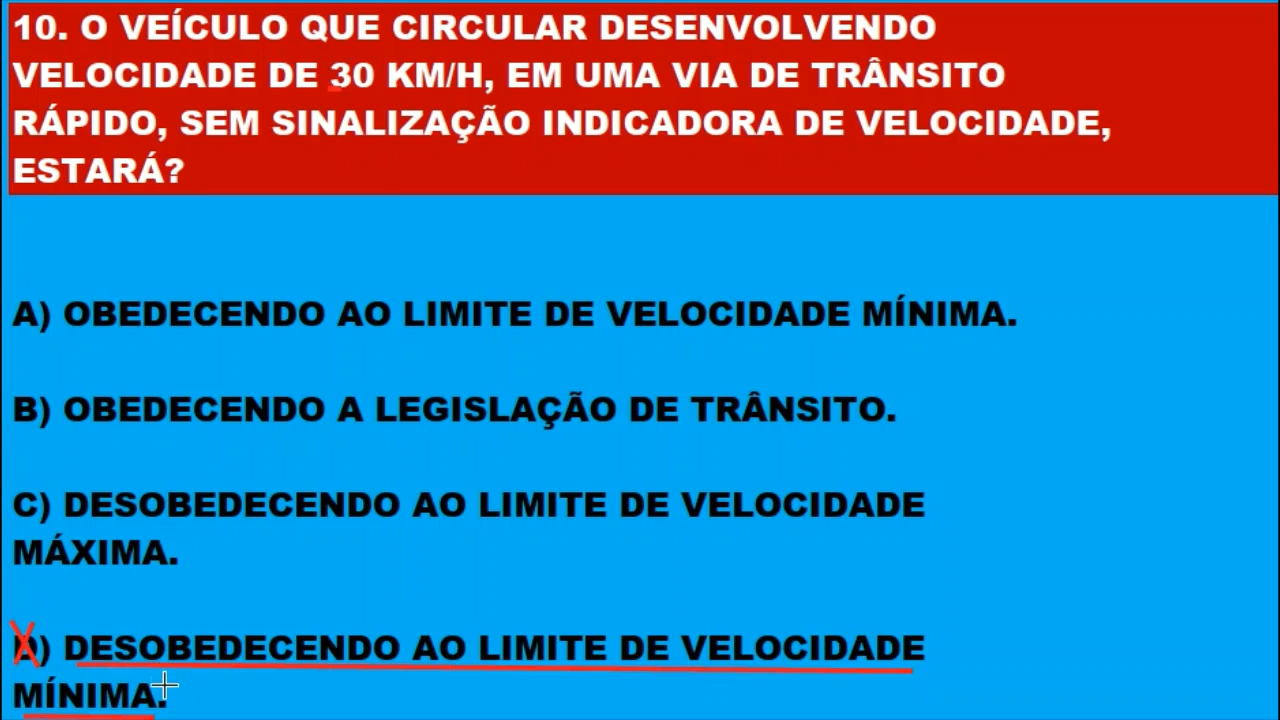 10. O VEÍCULO QUE CIRCULAR DESENVOLVENDO
VELOCIDADE DE 30 KM/H, EM UMA VIA DE TRÂNSITO
RÁPIDO, SEM SINALIZAÇÃO INDICADORA DE VELOCIDADE,
ESTARÁ?
A) OBEDECENDO AO LIMITE DE VELOCIDADE MÍNIMA.
B) OBEDECENDO A LEGISLAÇÃO DE TRÂNSITO.
C) DESOBEDECENDO AO LIMITE DE VELOCIDADE
MÁXIMA.
D) DESOBEDECENDO AO LIMITE DE VELOCIDADE
MÍNIMA.